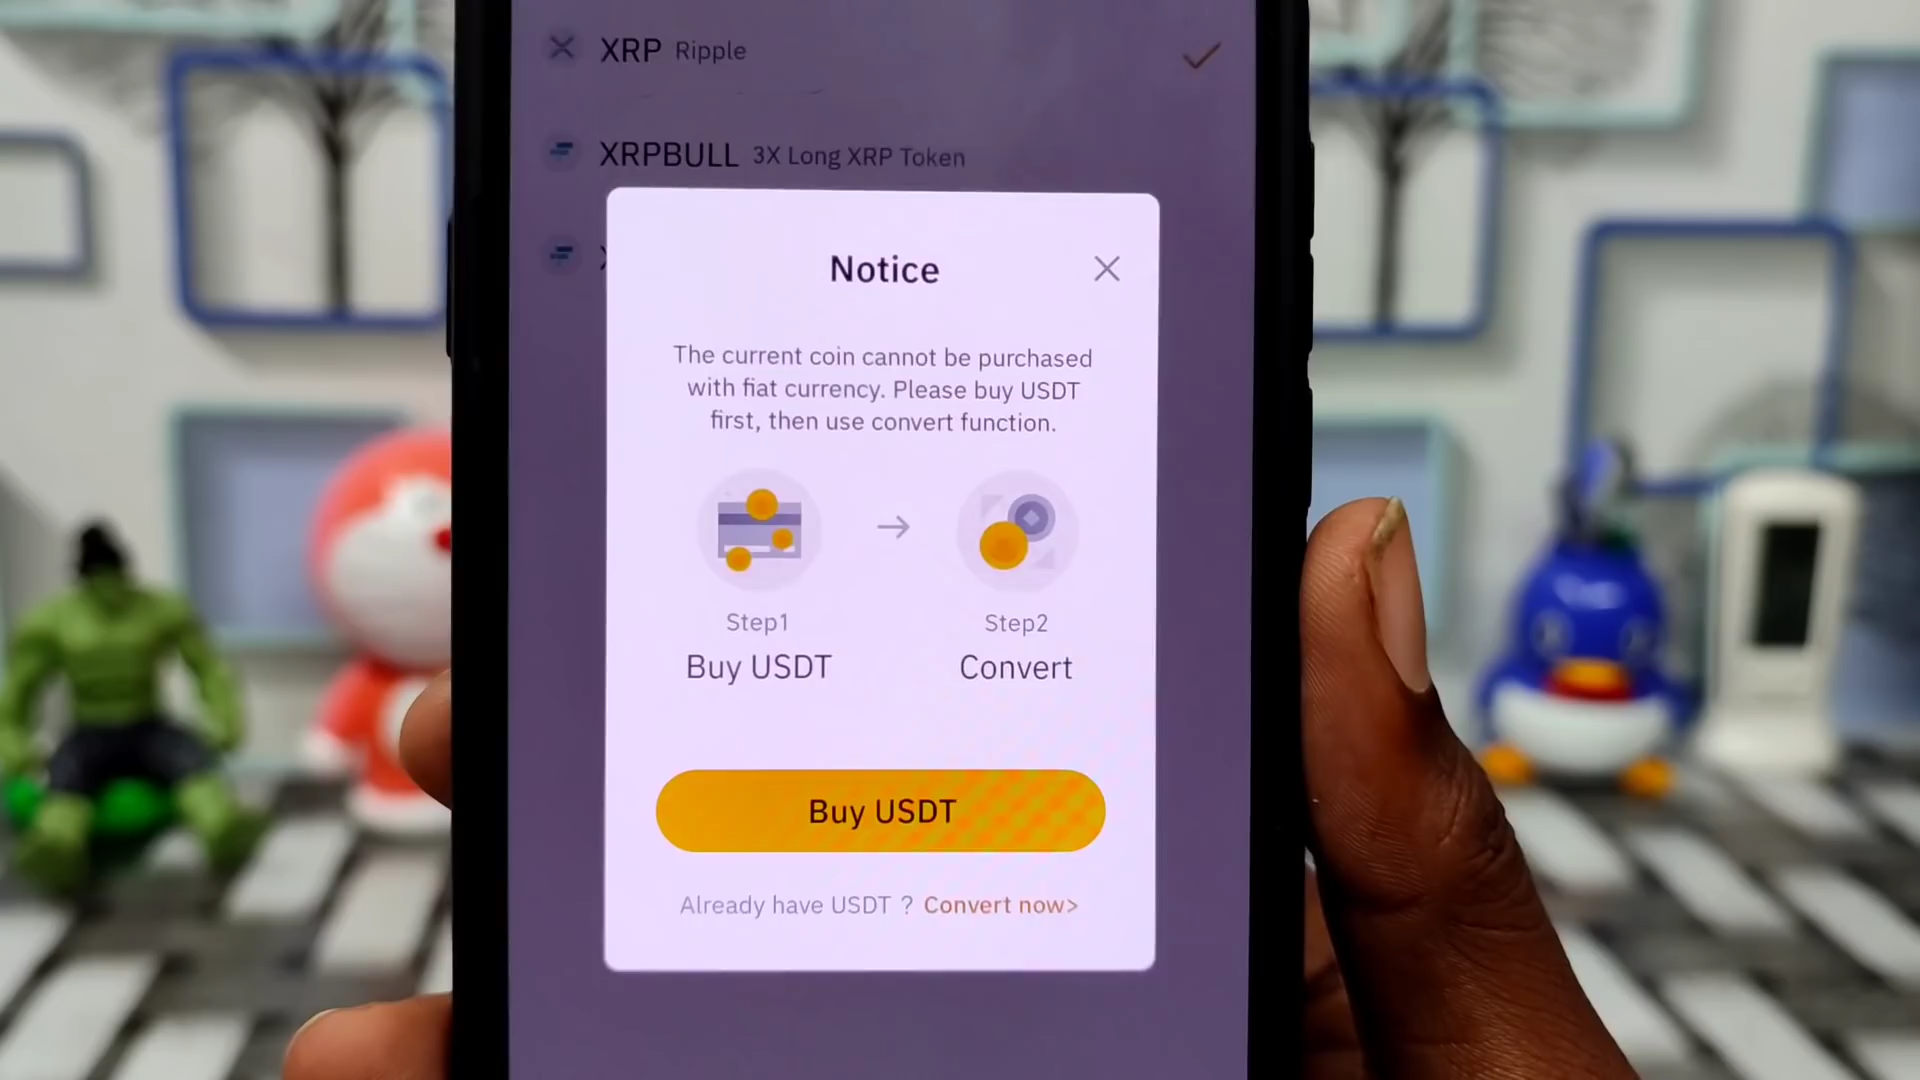 XRP Ripple
XRPBULL 3X Long XRP Token
Notice
The current coin cannot be purchased
with fiat currency. Please buy USDT
first, then use convert function.
Step1
Step2
Buy USDT
Convert
Buy USDT
Already have USDT ? Convert now>